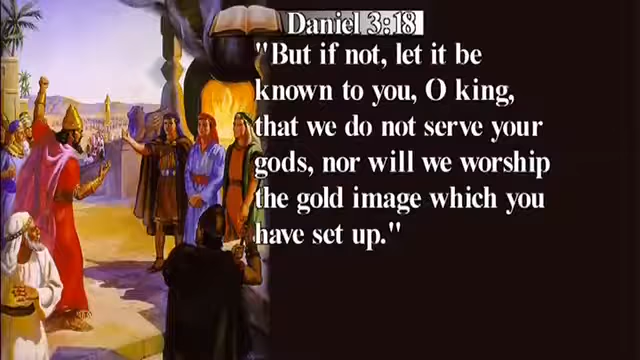 Daniel 3:18
"But if not, let it be
known to you, O king,
that we do not serve your
gods, nor will we worship
the gold image which you
have set up."